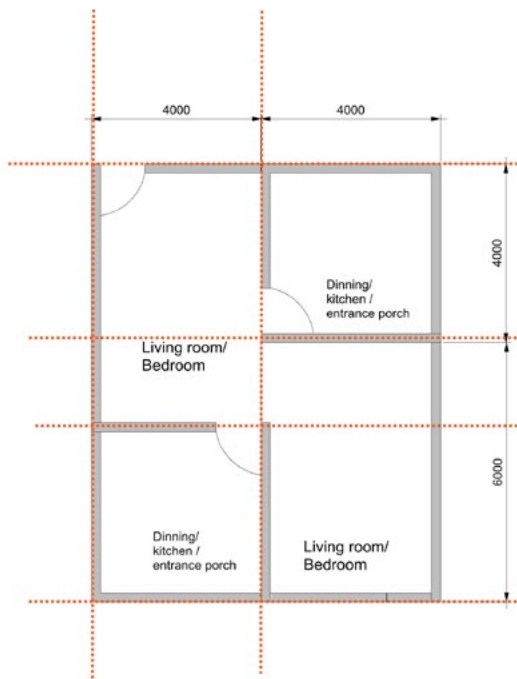 4000
4000
4000
Dinning/
kitchen /
entrance porch
Living room/
Bedroom
6000
Dinning/
kitchen /
entrance porch
Living room/
Bedroom